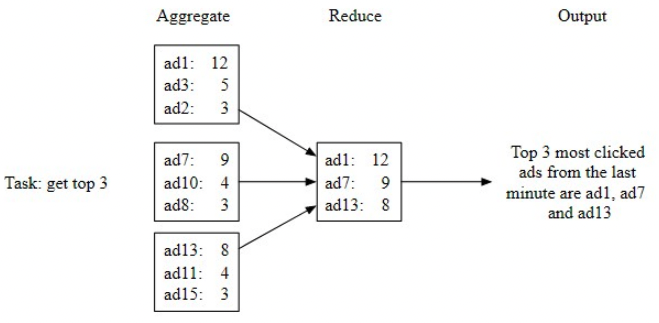 Aggregate Reduce Output
ad1: 12
ad3: 5
ad2: 3
Task: get top 3
ad7: 9
ad10: 4
ad8: 3
ad13: 8
ad11: 4
ad15: 3
ad1: 12
ad7: 9
ad13: 8
Top 3 most clicked
ads from the last
minute are ad1, ad7
and ad13